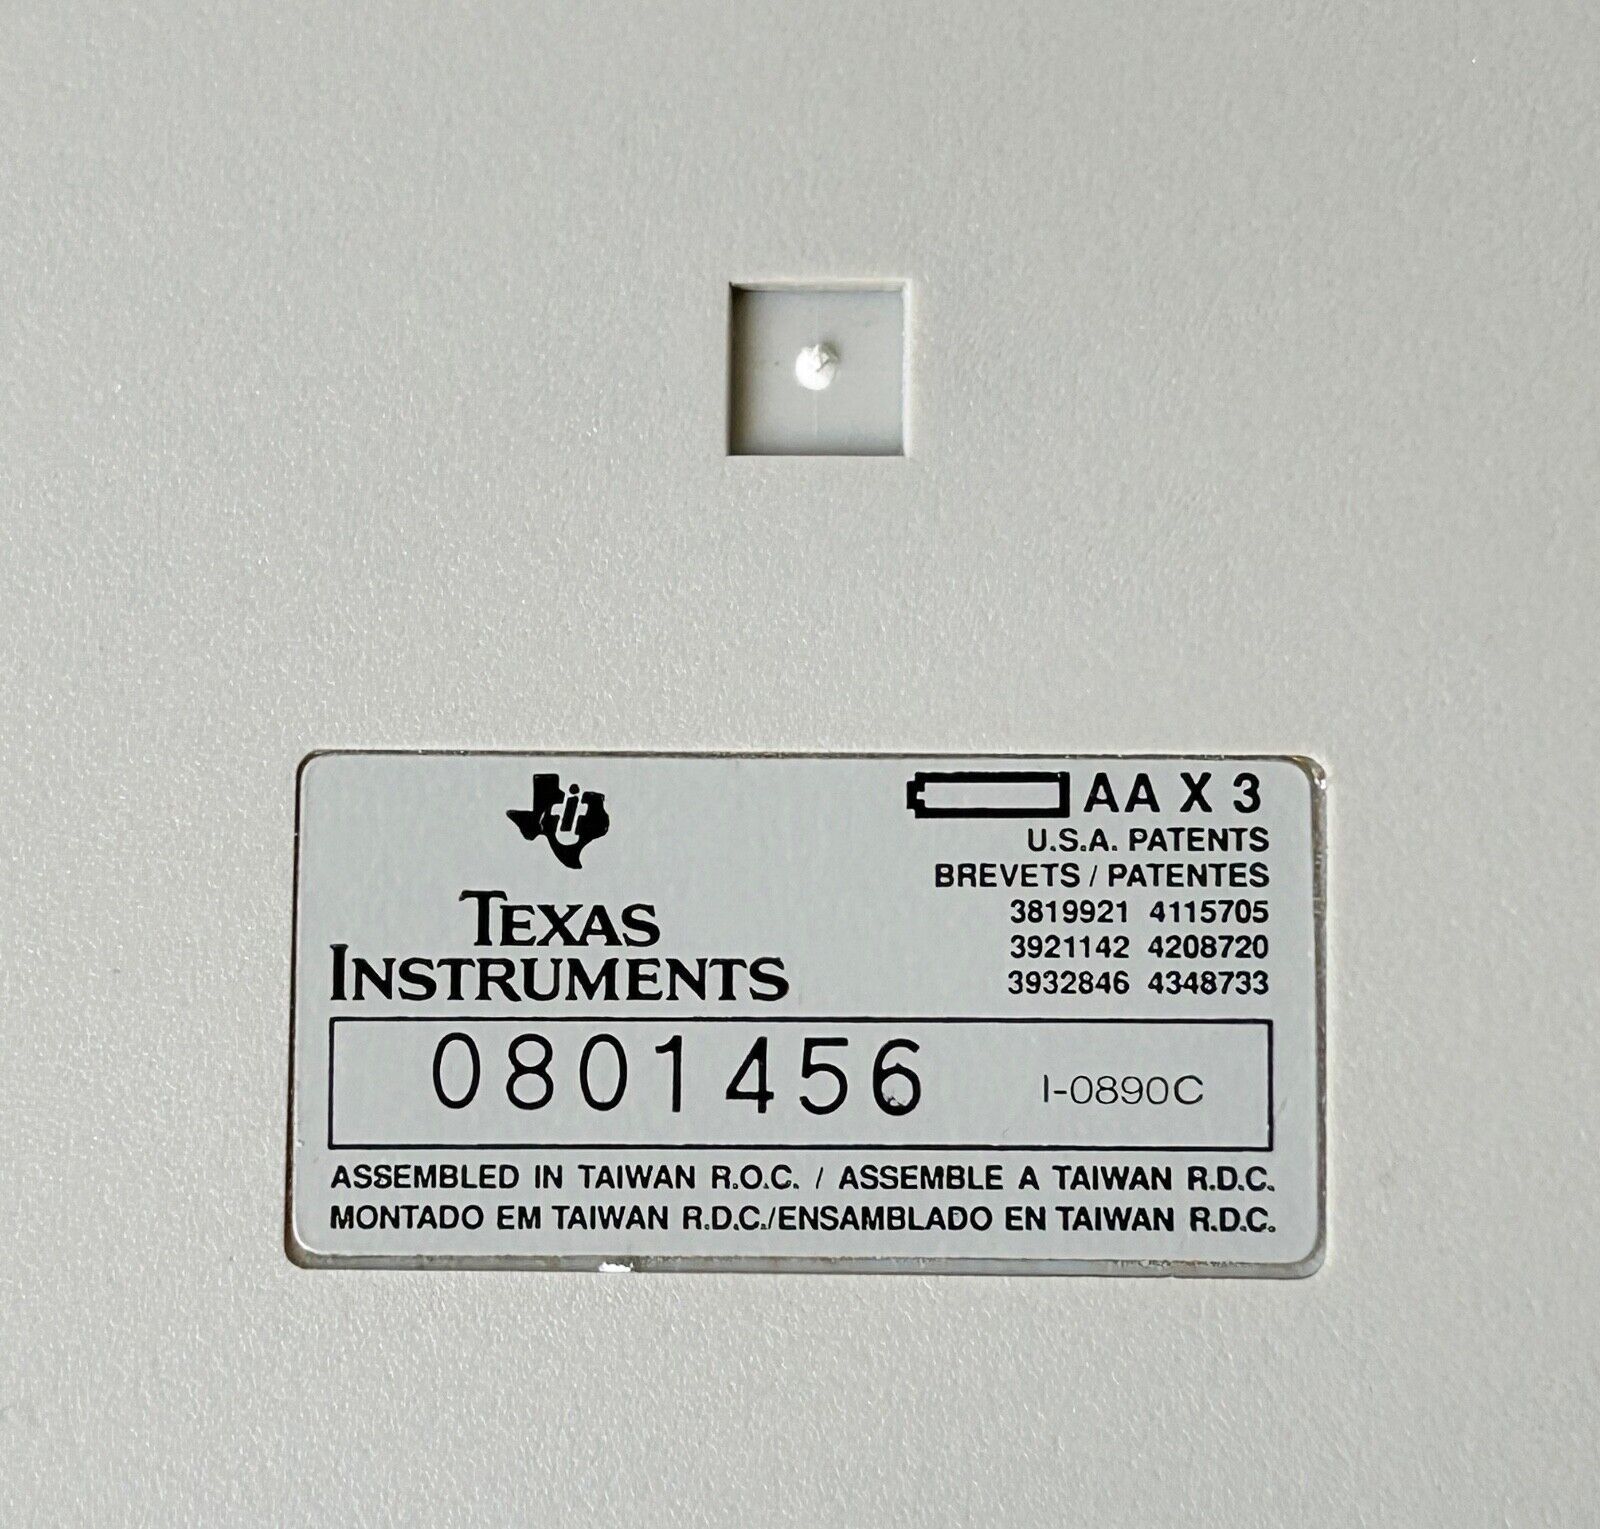 ti
TEXAS
INSTRUMENTS
AA X 3
U.S.A. PATENTS
BREVETS / PATENTES
3819921 4115705
3921142 4208720
3932846 4348733
0801456 I-0890C
ASSEMBLED IN TAIWAN R.O.C. / ASSEMBLE A TAIWAN R.D.C.
MONTADO EM TAIWAN R.D.C./ENSAMBLADO EN TAIWAN R.D.C.